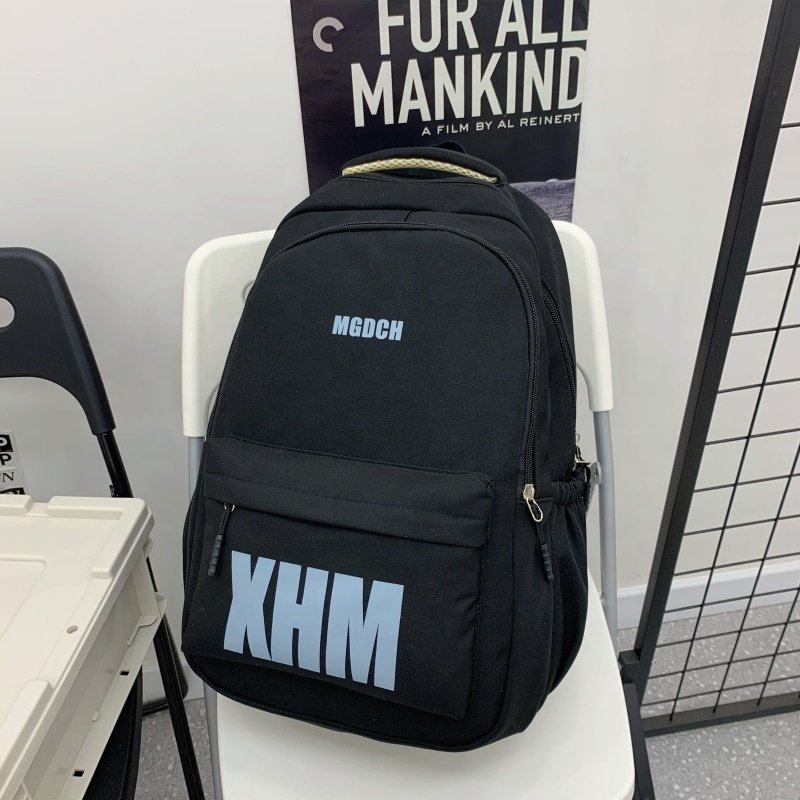 FOR ALL
MANKIND
A FILM BY AL REINERT
MGDCH
XHM
P
P
N